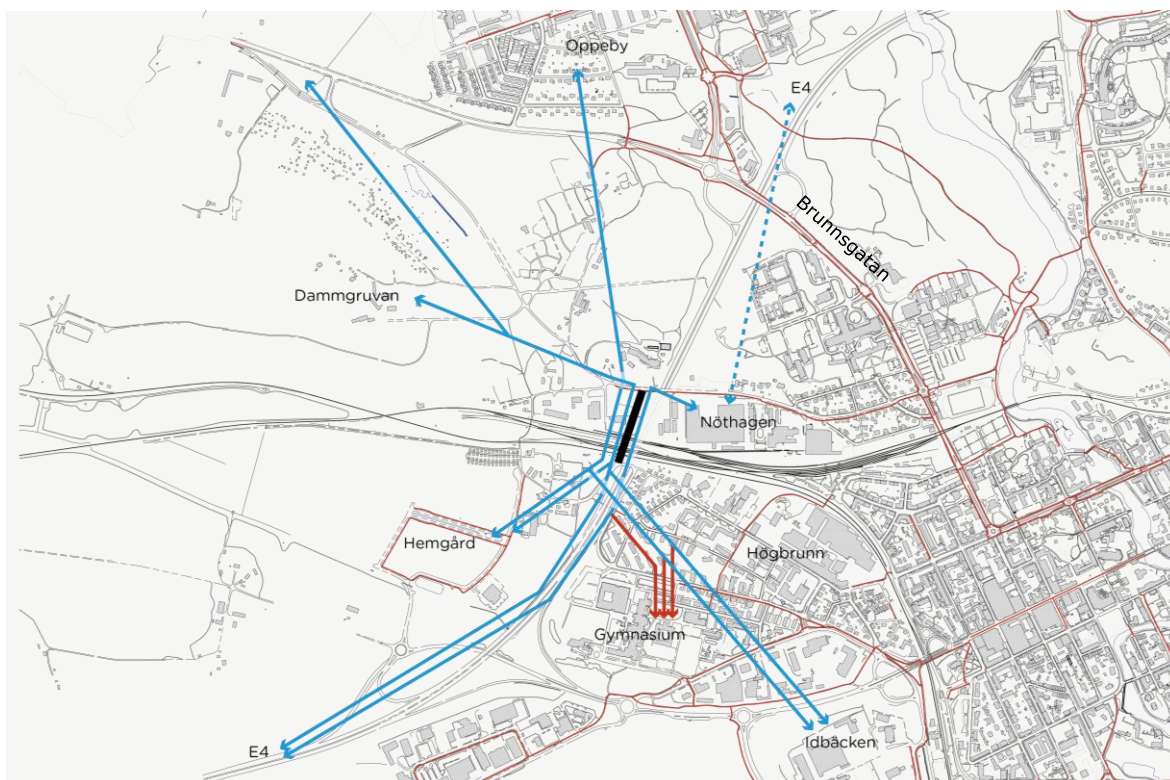 Oppeby
E4
Brunnsgatan
Dammgruvan
Nöthagen
Hemgård
Högbrunn
Gymnasium
E4
Idbäcken